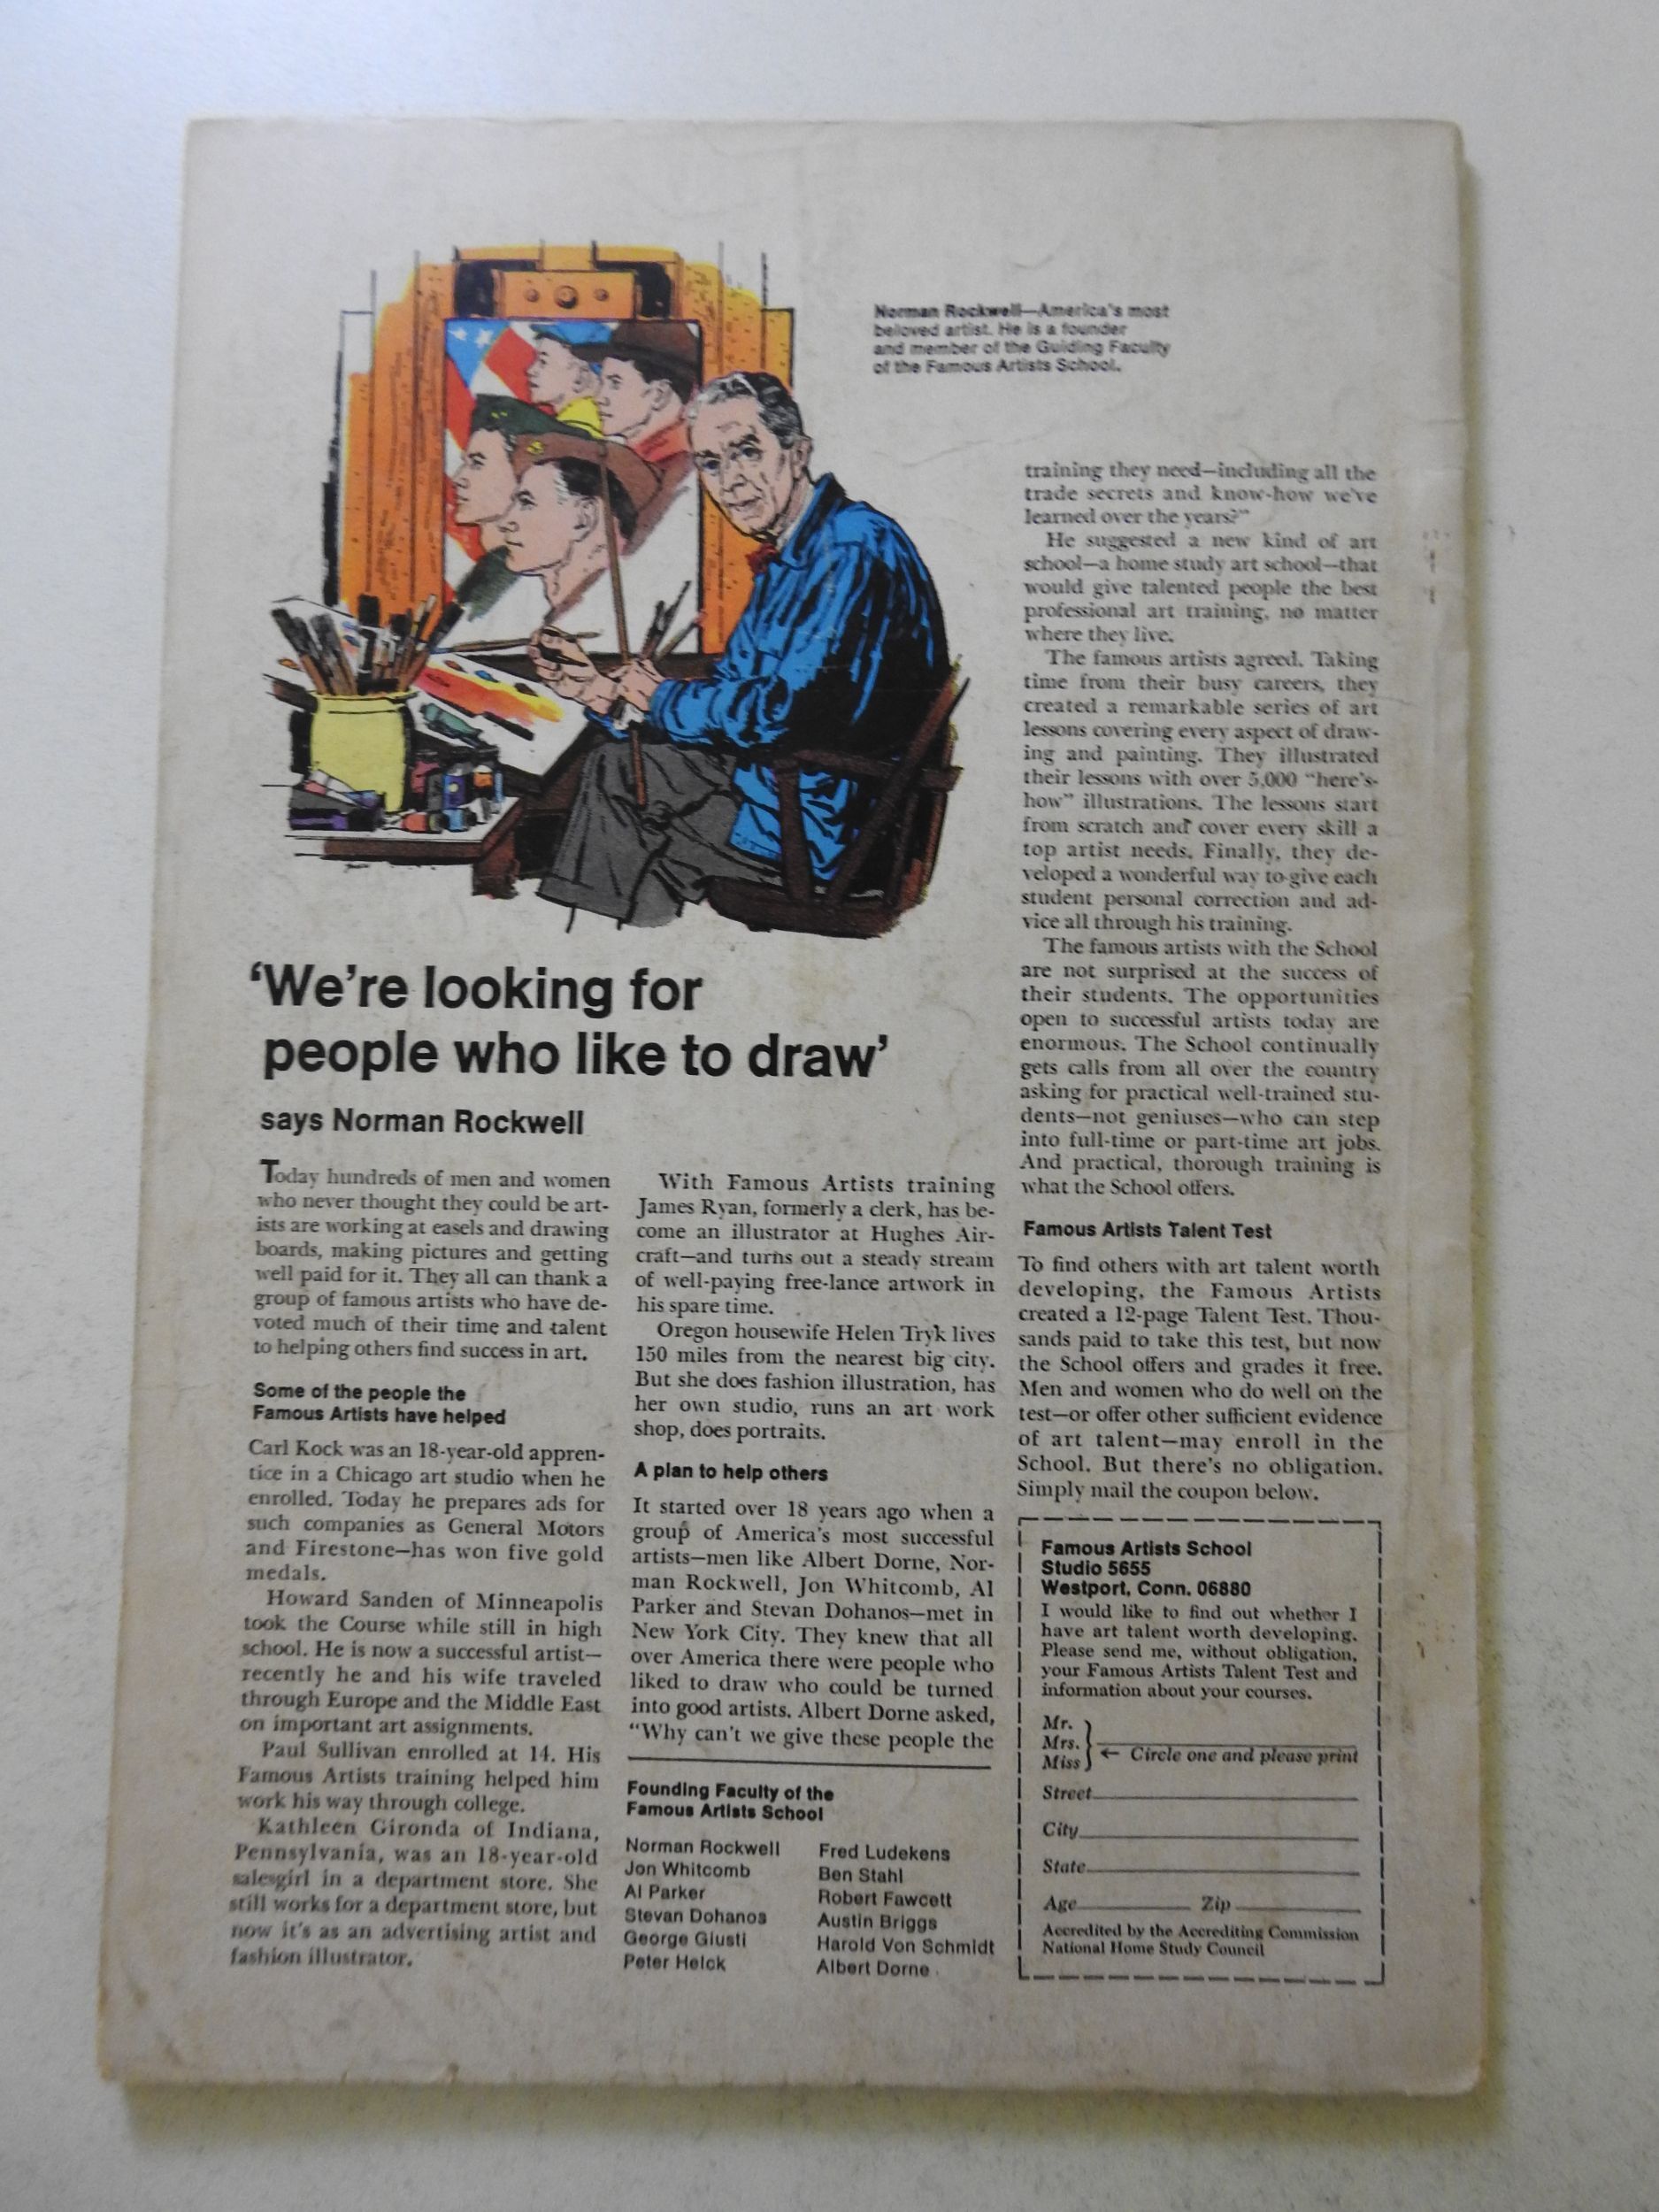 Norman Rockwell—America's most
beloved artist. He is a founder
and member of the Guiding Faculty
of the Famous Artists School.
'We're looking for
people who like to draw'
says Norman Rockwell
Today hundreds of men and women
who never thought they could be art-
ists are working at easels and drawing
boards, making pictures and getting
well paid for it. They all can thank a
group of famous artists who have de-
voted much of their time and talent
to helping others find success in art.
Some of the people the
Famous Artists have helped
Carl Kock was an 18-year-old appren-
tice in a Chicago art studio when he
enrolled. Today he prepares ads for
such companies as General Motors
and Firestone—has won five gold
medals.
Howard Sanden of Minneapolis
took the Course while still in high
school. He is now a successful artist—
recently he and his wife traveled
through Europe and the Middle East
on important art assignments.
Paul Sullivan enrolled at 14. His
Famous Artists training helped him
work his way through college.
Kathleen Gironda of Indiana,
Pennsylvania, was an 18-year-old
salesgirl in a department store. She
still works for a department store, but
now it's as an advertising artist and
fashion illustrator.
With Famous Artists training
James Ryan, formerly a clerk, has be-
come an illustrator at Hughes Air-
craft—and turns out a steady stream
of well-paying free-lance artwork in
his spare time.
Oregon housewife Helen Tryk lives
150 miles from the nearest big city.
But she does fashion illustration, has
her own studio, runs an art work
shop, does portraits.
A plan to help others
It started over 18 years ago when a
group of America's most successful
artists—men like Albert Dorne, Nor-
man Rockwell, Jon Whitcomb, Al
Parker and Stevan Dohanos—met in
New York City. They knew that all
over America there were people who
liked to draw who could be turned
into good artists. Albert Dorne asked,
"Why can't we give these people the
Founding Faculty of the
Famous Artists School
Norman Rockwell
Jon Whitcomb
Al Parker
Stevan Dohanos
George Giusti
Peter Helck
Fred Ludekens
Ben Stahl
Robert Fawcett
Austin Briggs
Harold Von Schmidt
Albert Dorne
training they need—including all the
trade secrets and know-how we've
learned over the years?"
He suggested a new kind of art
school—a home study art school—that
would give talented people the best
professional art training, no matter
where they live.
The famous artists agreed. Taking
time from their busy careers, they
created a remarkable series of art
lessons covering every aspect of draw-
ing and painting. They illustrated
their lessons with over 5,000 "here's-
how" illustrations. The lessons start
from scratch and cover every skill a
top artist needs. Finally, they de-
veloped a wonderful way to give each
student personal correction and ad-
vice all through his training.
The famous artists with the School
are not surprised at the success of
their students. The opportunities
open to successful artists today are
enormous. The School continually
gets calls from all over the country
asking for practical well-trained stu-
dents—not geniuses—who can step
into full-time or part-time art jobs.
And practical, thorough training is
what the School offers.
Famous Artists Talent Test
To find others with art talent worth
developing, the Famous Artists
created a 12-page Talent Test. Thou-
sands paid to take this test, but now
the School offers and grades it free.
Men and women who do well on the
test—or offer other sufficient evidence
of art talent—may enroll in the
School. But there's no obligation.
Simply mail the coupon below.
Famous Artists School
Studio 5655
Westport, Conn. 06880
I would like to find out whether I
have art talent worth developing.
Please send me, without obligation,
your Famous Artists Talent Test and
information about your courses.
Mr.
Mrs.
Miss
← Circle one and please print
Street
City
State
Age Zip
Accredited by the Accrediting Commission
National Home Study Council